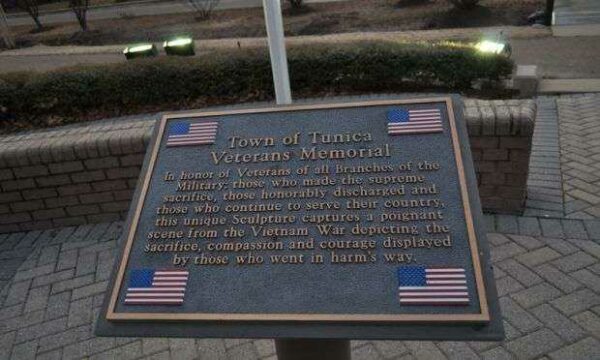 Town of Tunica
Veterans Memorial
In honor of Veterans of all Branches of the
Military; those who made the supreme
sacrifice, those honorably discharged and
those who continue to serve their country,
this unique Sculpture captures a poignant
scene from the Vietnam War depicting the
sacrifice, compassion and courage displayed
by those who went in harm's way.